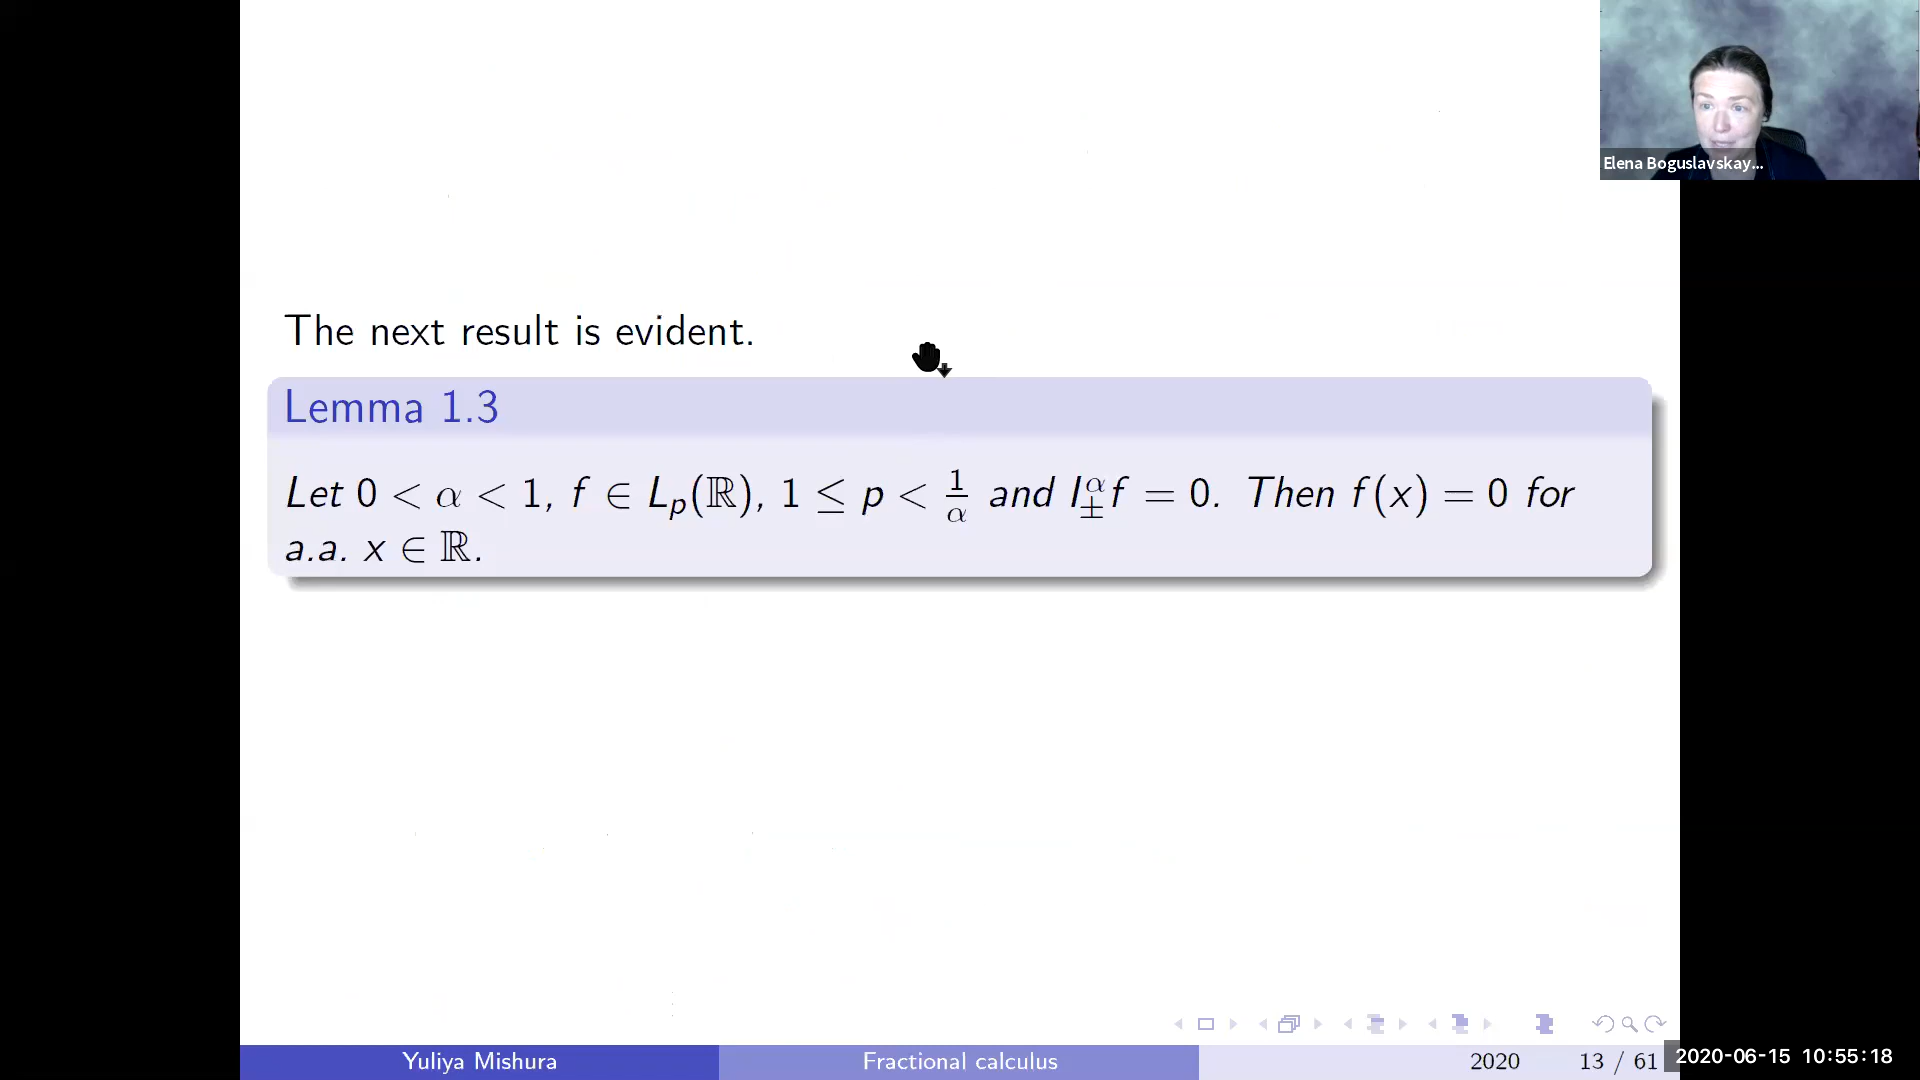 Elena Boguslavskay...
The next result is evident.
Lemma 1.3
Let 0 < α < 1, f ∈ L_p(ℝ), 1 ≤ p < 1/α and I^α_± f = 0. Then f(x) = 0 for
a.a. x ∈ ℝ.
Yuliya Mishura Fractional calculus 2020 13 / 61 2020-06-15 10:55:18